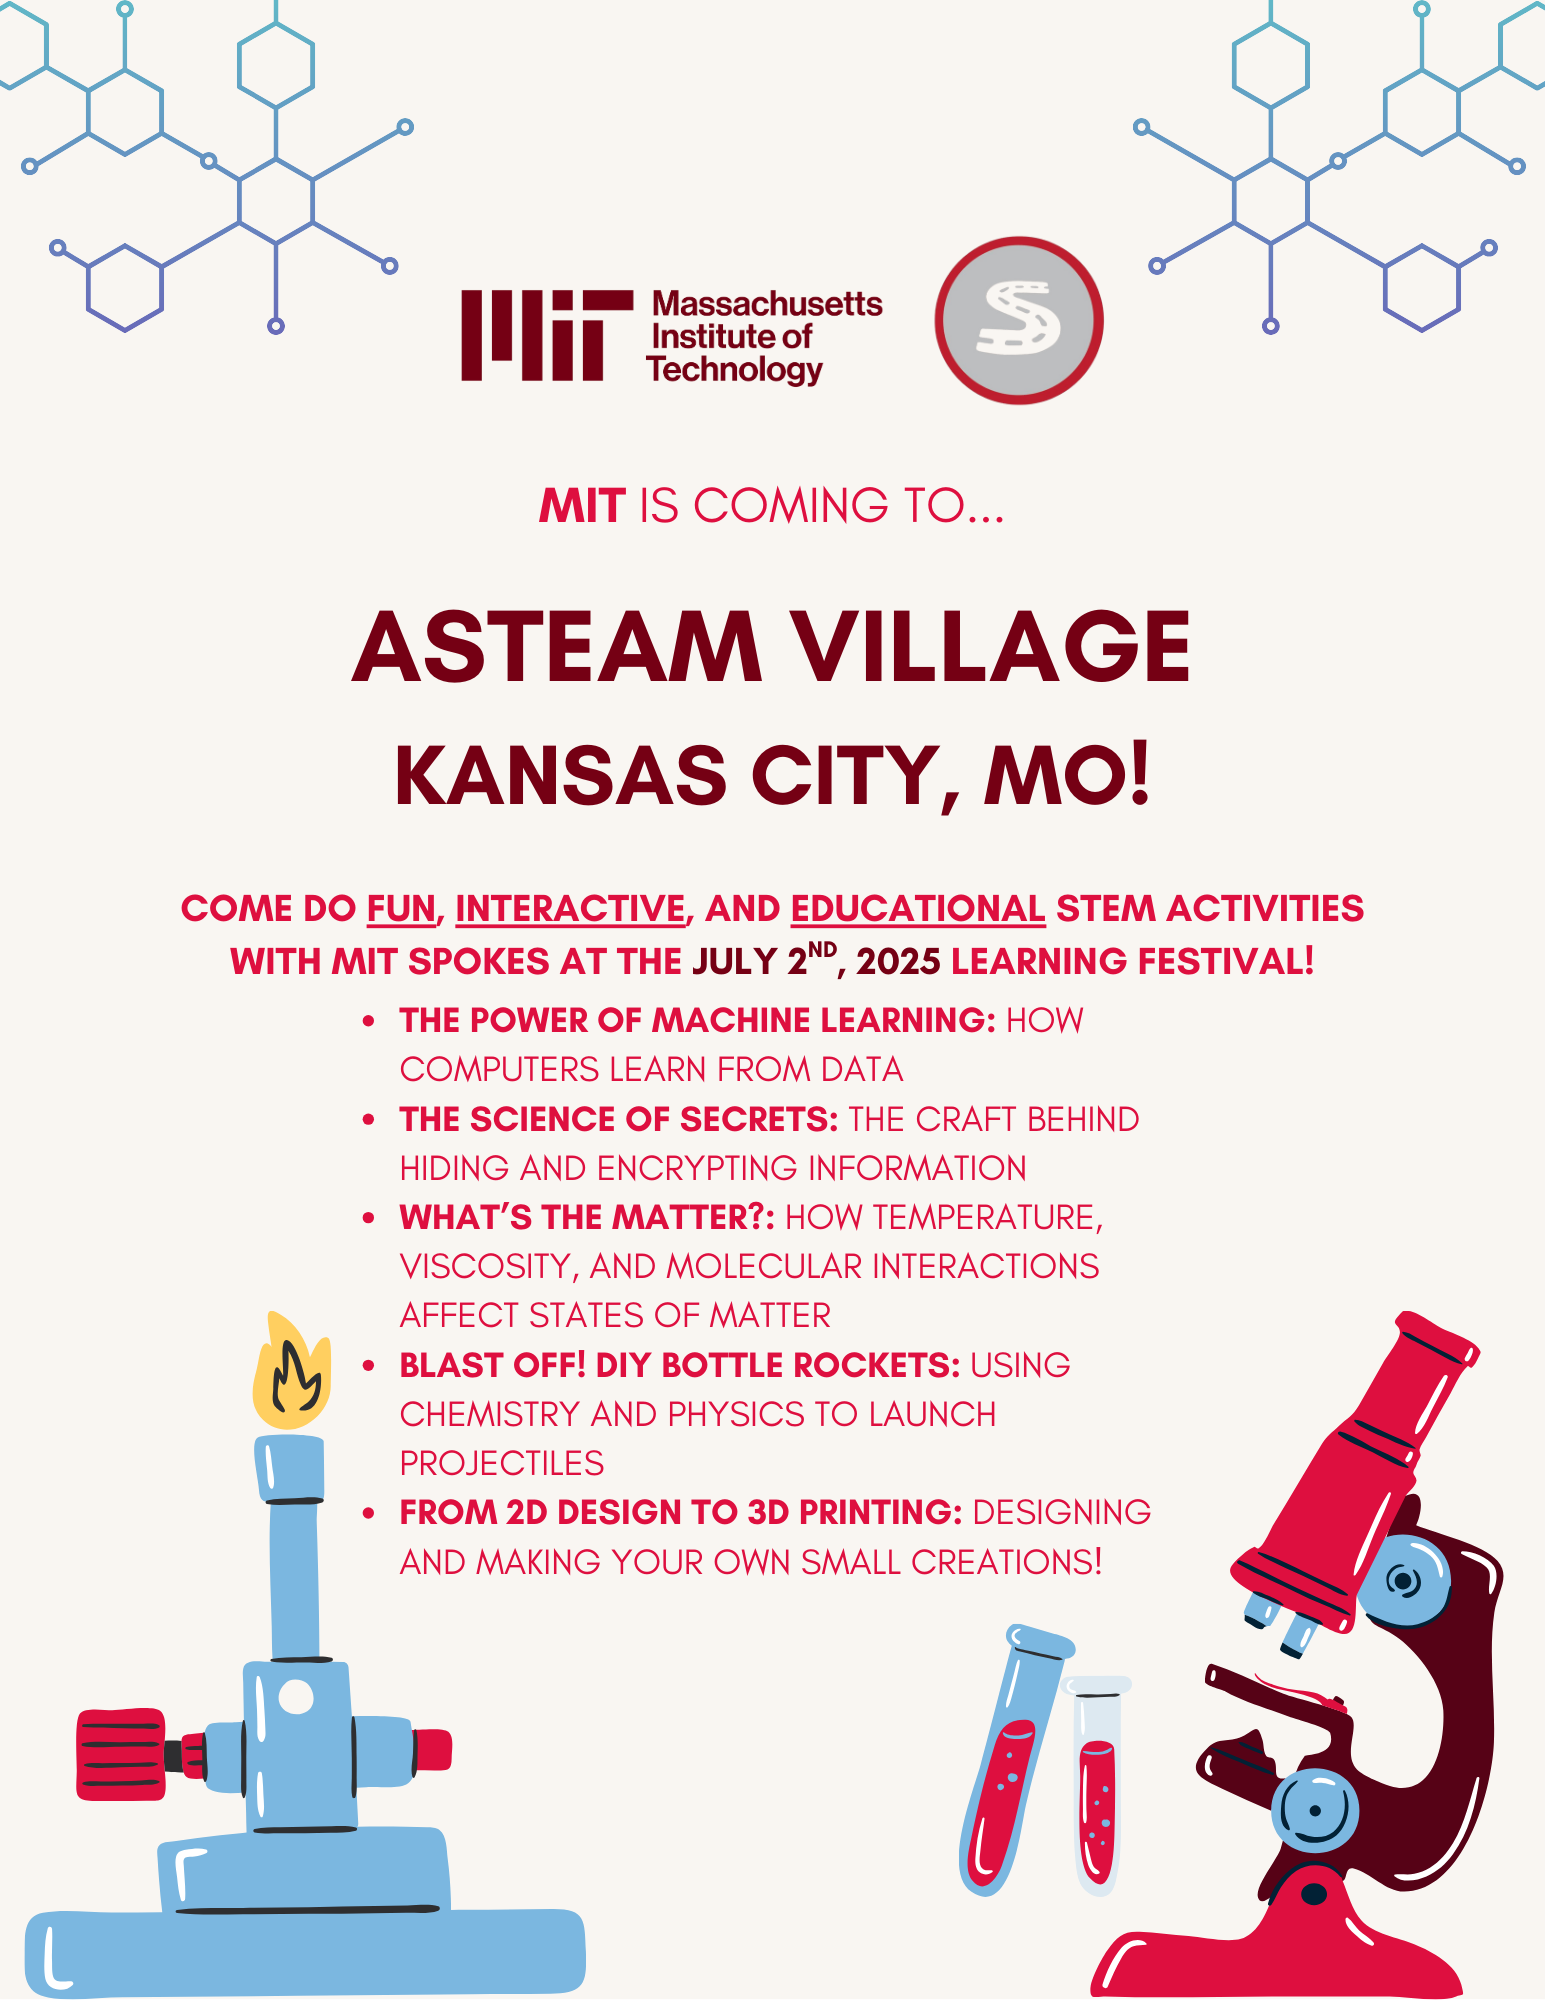 MIT Massachusetts
Institute of
Technology
S
MIT IS COMING TO...
ASTEAM VILLAGE
KANSAS CITY, MO!
COME DO FUN, INTERACTIVE, AND EDUCATIONAL STEM ACTIVITIES
WITH MIT SPOKES AT THE JULY 2ND, 2025 LEARNING FESTIVAL!
• THE POWER OF MACHINE LEARNING: HOW
COMPUTERS LEARN FROM DATA
• THE SCIENCE OF SECRETS: THE CRAFT BEHIND
HIDING AND ENCRYPTING INFORMATION
• WHAT’S THE MATTER?: HOW TEMPERATURE,
VISCOSITY, AND MOLECULAR INTERACTIONS
AFFECT STATES OF MATTER
• BLAST OFF! DIY BOTTLE ROCKETS: USING
CHEMISTRY AND PHYSICS TO LAUNCH
PROJECTILES
• FROM 2D DESIGN TO 3D PRINTING: DESIGNING
AND MAKING YOUR OWN SMALL CREATIONS!